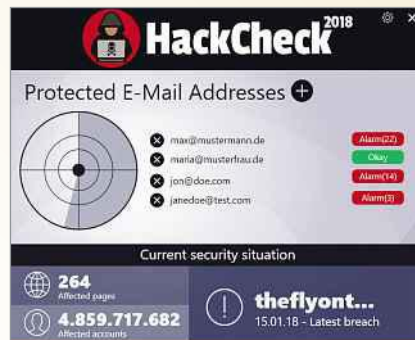 HackCheck 2018
Protected E-Mail Addresses
max@mustermann.de Alarm(22)
maria@musterfrau.de Okay
jon@doe.com Alarm(14)
janedoe@test.com Alarm(3)
Current security situation
264
Affected pages
4.859.717.682
Affected accounts
theflyont...
15.01.18 - Latest breach